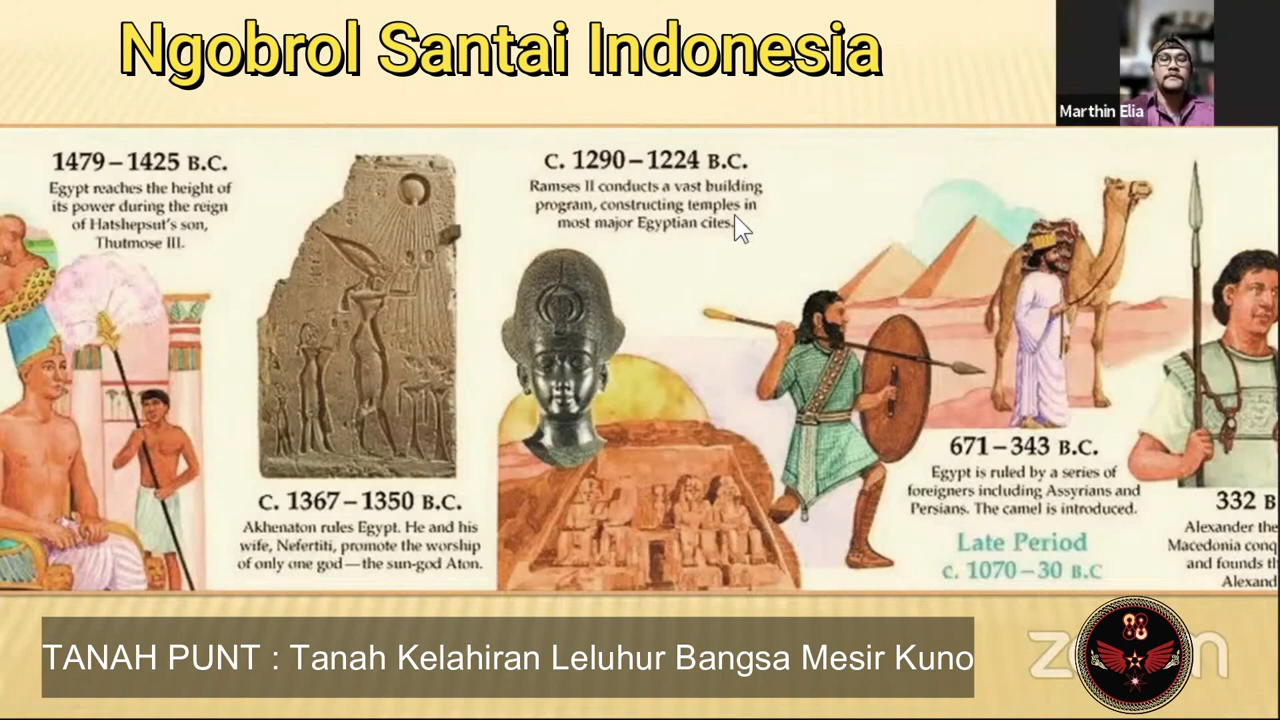 Ngobrol Santai Indonesia
Marthin Elia
1479–1425 B.C.
Egypt reaches the height of
its power during the reign
of Hatshepsut's son,
Thutmose III.
C. 1367–1350 B.C.
Akhenaton rules Egypt. He and his
wife, Nefertiti, promote the worship
of only one god—the sun-god Aton.
C. 1290–1224 B.C.
Ramses II conducts a vast building
program, constructing temples in
most major Egyptian cites.
671–343 B.C.
Egypt is ruled by a series of
foreigners including Assyrians and
Persians. The camel is introduced.
Late Period
C. 1070–30 B.C
332 B
Alexander the
Macedonia conq
and founds th
Alexand
TANAH PUNT : Tanah Kelahiran Leluhur Bangsa Mesir Kuno